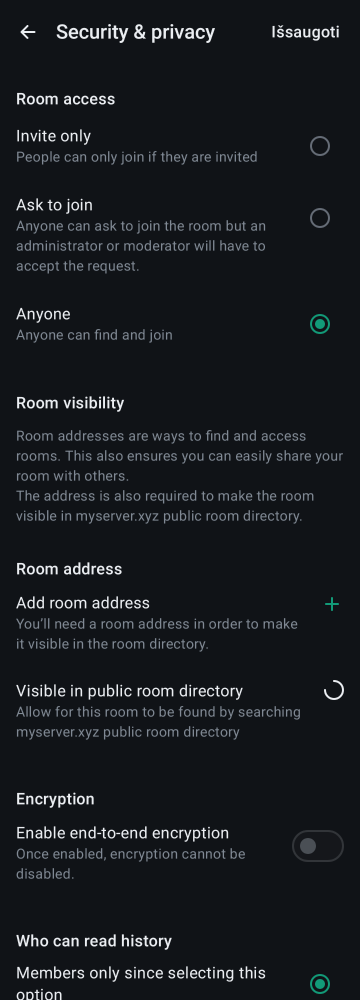 Security & privacy
Išsaugoti
Room access
Invite only
People can only join if they are invited
Ask to join
Anyone can ask to join the room but an
administrator or moderator will have to
accept the request.
Anyone
Anyone can find and join
Room visibility
Room addresses are ways to find and access
rooms. This also ensures you can easily share your
room with others.
The address is also required to make the room
visible in myserver.xyz public room directory.
Room address
Add room address
You’ll need a room address in order to make
it visible in the room directory.
Visible in public room directory
Allow for this room to be found by searching
myserver.xyz public room directory
Encryption
Enable end-to-end encryption
Once enabled, encryption cannot be
disabled.
Who can read history
Members only since selecting this
option